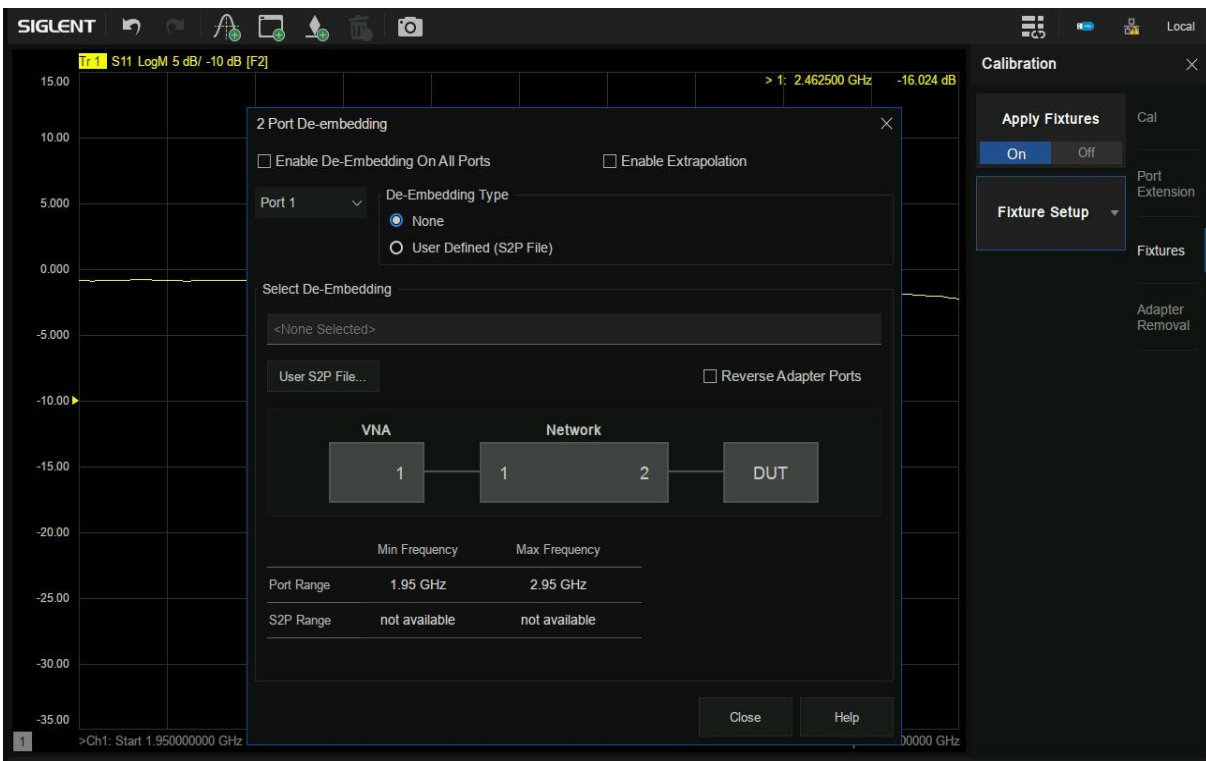 SIGLENT
Local
Tr 1 S11 LogM 5 dB/ -10 dB [F2]
> 1: 2.462500 GHz -16.024 dB
15.00
10.00
5.000
0.000
-5.000
-10.00
-15.00
-20.00
-25.00
-30.00
-35.00
1
>Ch1: Start 1.950000000 GHz
00000 GHz
2 Port De-embedding
Enable De-Embedding On All Ports
Enable Extrapolation
Port 1
De-Embedding Type
None
User Defined (S2P File)
Select De-Embedding
<None Selected>
User S2P File...
Reverse Adapter Ports
VNA Network
1 1 2 DUT
Min Frequency Max Frequency
Port Range 1.95 GHz 2.95 GHz
S2P Range not available not available
Close Help
Calibration
Apply Fixtures
On Off
Fixture Setup
Cal
Port
Extension
Fixtures
Adapter
Removal